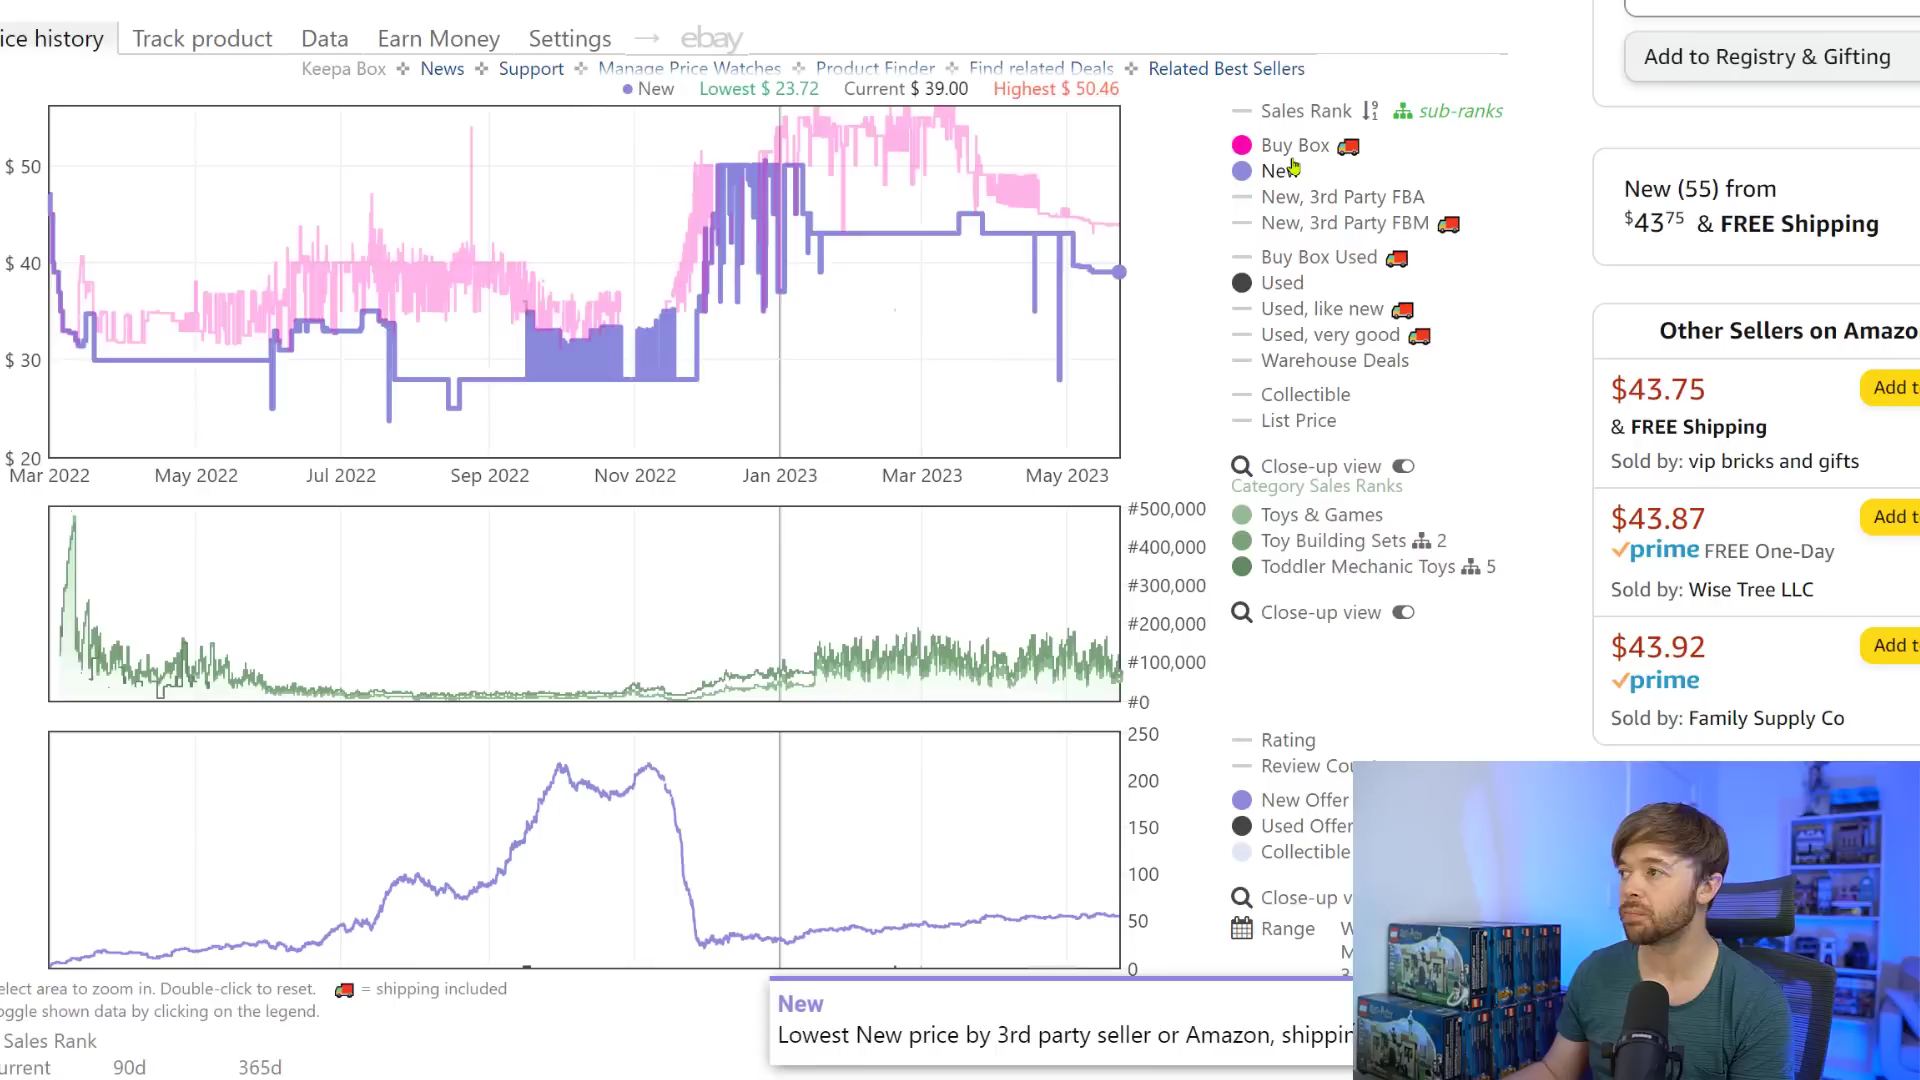 ice history Track product Data Earn Money Settings → ebay
Keepa Box News Support Manage Price Watches Product Finder Find related Deals Related Best Sellers
New Lowest $ 23.72 Current $ 39.00 Highest $ 50.46
$ 50
$ 40
$ 30
$ 20
Mar 2022 May 2022 Jul 2022 Sep 2022 Nov 2022 Jan 2023 Mar 2023 May 2023
Sales Rank sub-ranks
Buy Box
New
New, 3rd Party FBA
New, 3rd Party FBM
Buy Box Used
Used
Used, like new
Used, very good
Warehouse Deals
Collectible
List Price
Close-up view
Category Sales Ranks
#500,000
#400,000
#300,000
#200,000
#100,000
#0
Toys & Games
Toy Building Sets 2
Toddler Mechanic Toys 5
Close-up view
250
200
150
100
50
0
Rating
Review Cou
New Offer
Used Offer
Collectible
Close-up v
Range W
M
3
elect area to zoom in. Double-click to reset. = shipping included
oggle shown data by clicking on the legend.
Sales Rank
urrent 90d 365d
New
Lowest New price by 3rd party seller or Amazon, shippin
Add to Registry & Gifting
New (55) from
$43.75 & FREE Shipping
Other Sellers on Amazo
$43.75 Add t
& FREE Shipping
Sold by: vip bricks and gifts
$43.87 Add t
prime FREE One-Day
Sold by: Wise Tree LLC
$43.92 Add t
prime
Sold by: Family Supply Co